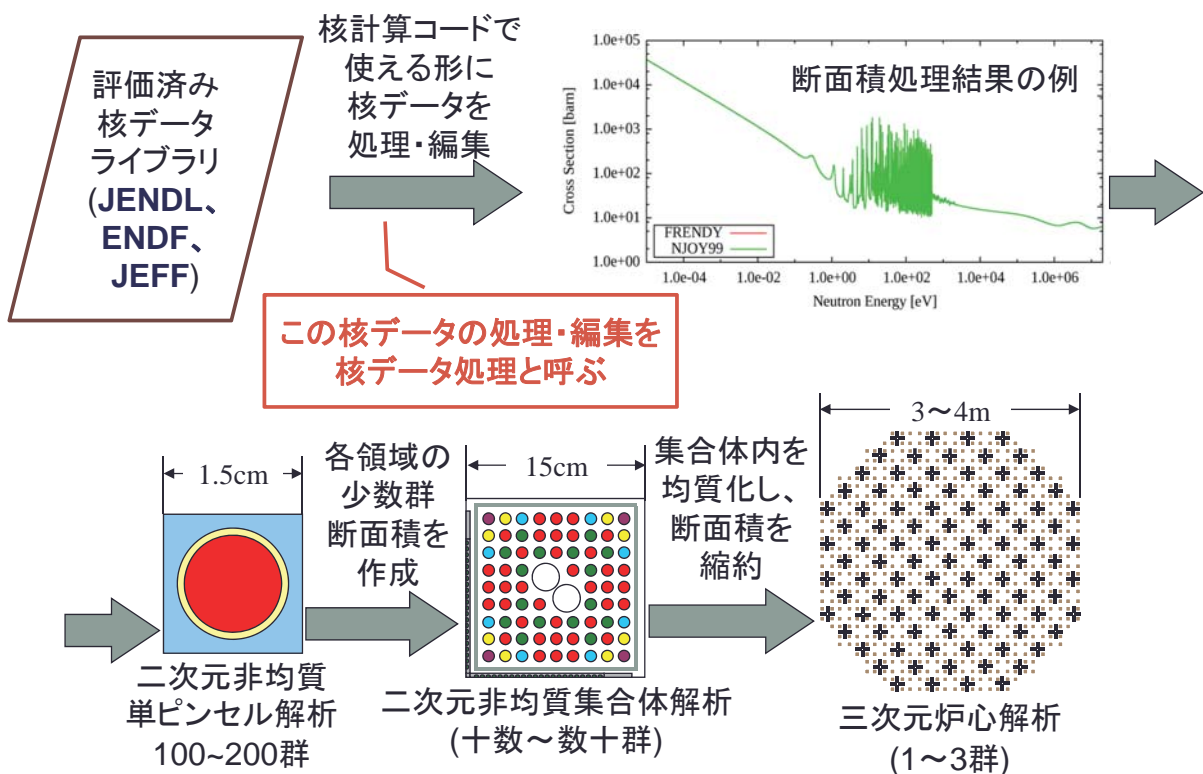 評価済み
核データ
ライブラリ
(JENDL、
ENDF、
JEFF)
核計算コードで
使える形に
核データを
処理・編集
断面積処理結果の例
Cross Section [barn]
1.0e+05
1.0e+04
1.0e+03
1.0e+02
1.0e+01
1.0e+00
FRENDY
NJOY99
1.0e-04 1.0e-02 1.0e+00 1.0e+02 1.0e+04 1.0e+06
Neutron Energy [eV]
この核データの処理・編集を
核データ処理と呼ぶ
1.5cm
二次元非均質
単ピンセル解析
100~200群
各領域の
少数群
断面積を
作成
15cm
二次元非均質集合体解析
(十数～数十群)
集合体内を
均質化し、
断面積を
縮約
3～4m
三次元炉心解析
(1～3群)